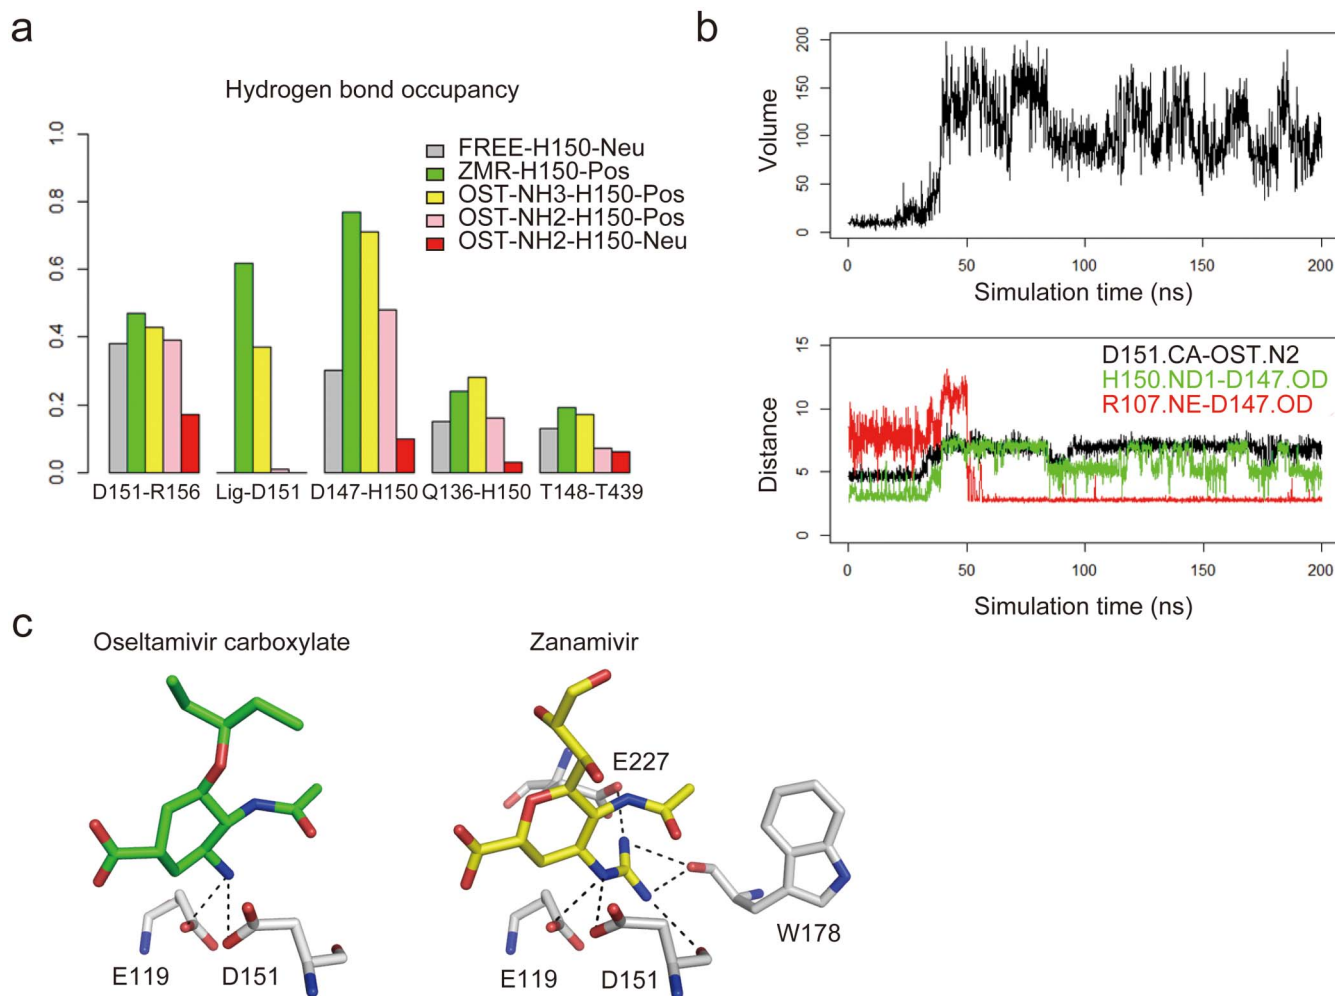 a
Hydrogen bond occupancy
1.0
0.8
0.6
0.4
0.2
0.0
FREE-H150-Neu
ZMR-H150-Pos
OST-NH3-H150-Pos
OST-NH2-H150-Pos
OST-NH2-H150-Neu
D151-R156 Lig-D151 D147-H150 Q136-H150 T148-T439
b
Volume
200
150
100
50
0
0 50 100 150 200
Simulation time (ns)
Distance
15
10
5
0
D151.CA-OST.N2
H150.ND1-D147.OD
R107.NE-D147.OD
0 50 100 150 200
Simulation time (ns)
c
Oseltamivir carboxylate
E119 D151
Zanamivir
E227
W178
E119 D151